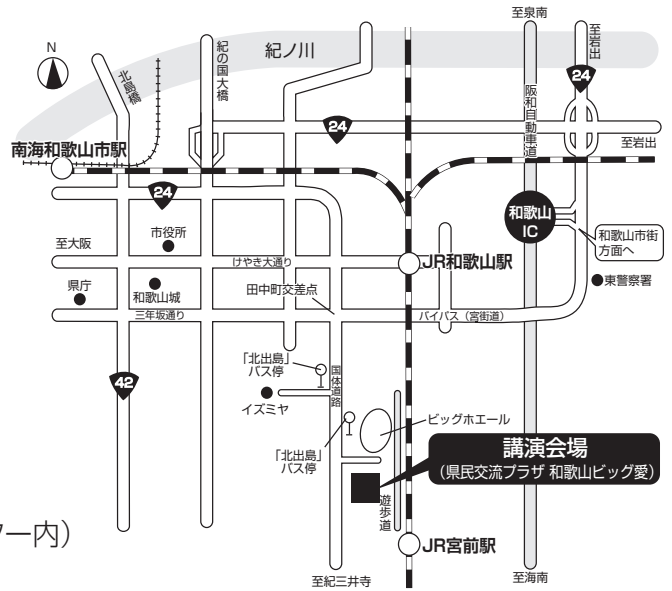 至泉南
至岩出
N
紀ノ川
北島橋
紀の国大橋
24
24
阪和自動車道
至岩出
南海和歌山市駅
24
和歌山
IC
和歌山市街
方面へ
至大阪
市役所
けやき大通り
JR和歌山駅
東警察署
県庁
和歌山城
田中町交差点
三年坂通り
バイパス(宮街道)
42
「北出島」
バス停
国体道路
イズミヤ
ビッグホエール
「北出島」
バス停
講演会場
(県民交流プラザ 和歌山ビッグ愛)
遊歩道
ター内)
JR宮前駅
至紀三井寺
至海南